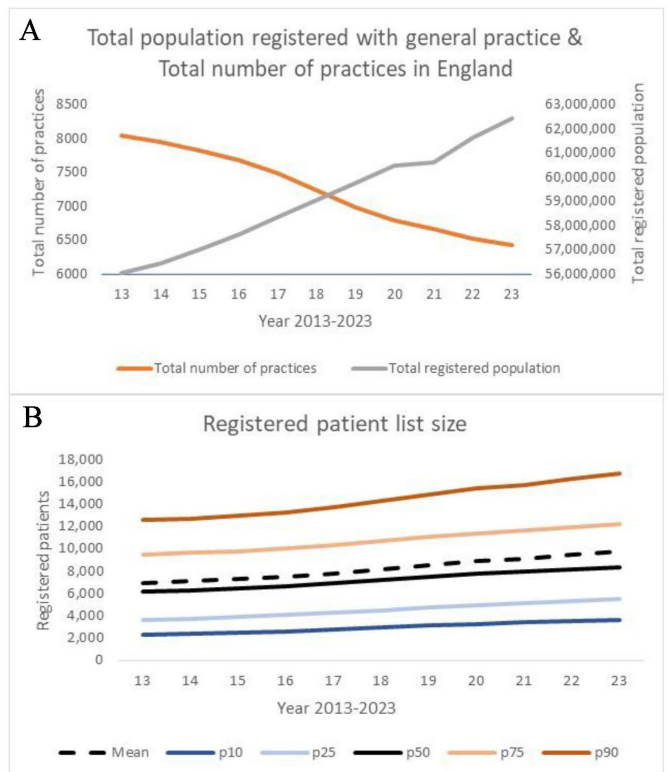 A
Total population registered with general practice &
Total number of practices in England
Total number of practices
8500
8000
7500
7000
6500
6000
63,000,000
62,000,000
61,000,000
60,000,000
59,000,000
58,000,000
57,000,000
56,000,000
Total registered population
13 14 15 16 17 18 19 20 21 22 23
Year 2013-2023
Total number of practices Total registered population
B
Registered patient list size
Registered patients
18,000
16,000
14,000
12,000
10,000
8,000
6,000
4,000
2,000
0
13 14 15 16 17 18 19 20 21 22 23
Year 2013-2023
Mean p10 p25 p50 p75 p90